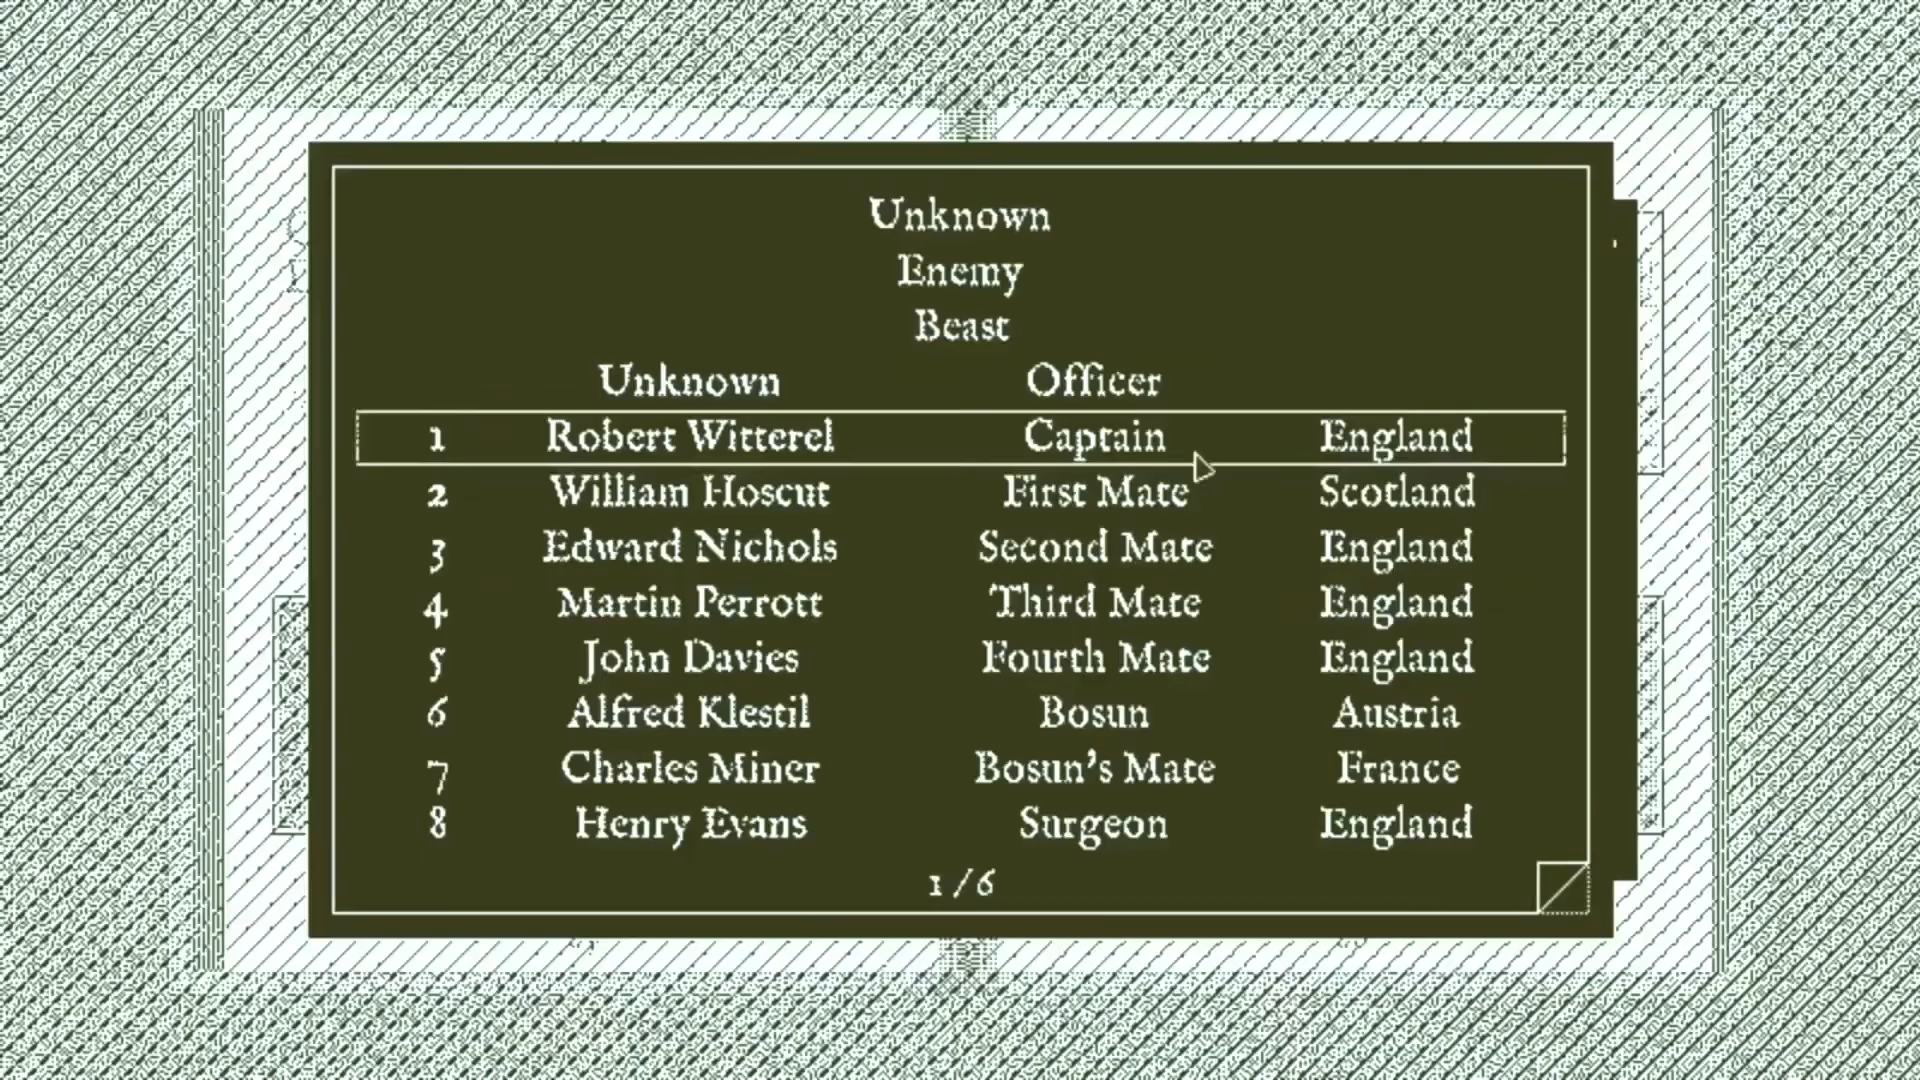 Unknown
Enemy
Beast
Unknown Officer
1 Robert Witterel Captain England
2 William Hoscut First Mate Scotland
3 Edward Nichols Second Mate England
4 Martin Perrott Third Mate England
5 John Davies Fourth Mate England
6 Alfred Klestil Bosun Austria
7 Charles Miner Bosun's Mate France
8 Henry Evans Surgeon England
1 / 6